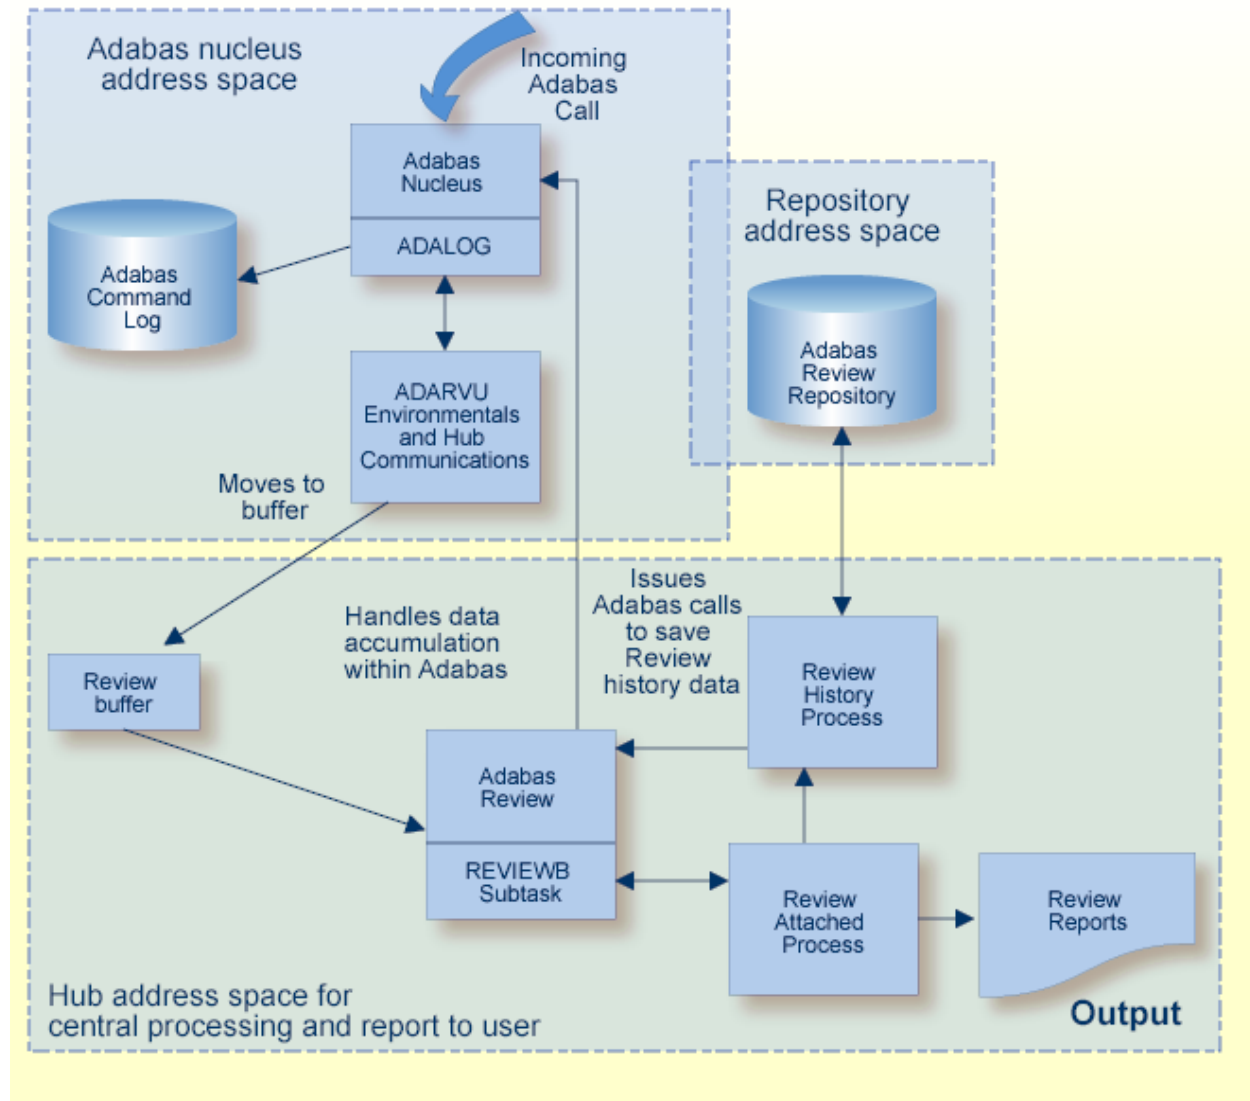 Adabas nucleus
address space
Incoming
Adabas
Call
Adabas
Nucleus
ADALOG
Adabas
Command
Log
Repository
address space
Adabas
Review
Repository
ADARVU
Environmentals
and Hub
Communications
Moves to
buffer
Handles data
accumulation
within Adabas
Issues
Adabas calls
to save
Review
history data
Review
History
Process
Review
buffer
Adabas
Review
REVIEWB
Subtask
Review
Attached
Process
Review
Reports
Hub address space for
central processing and report to user
Output